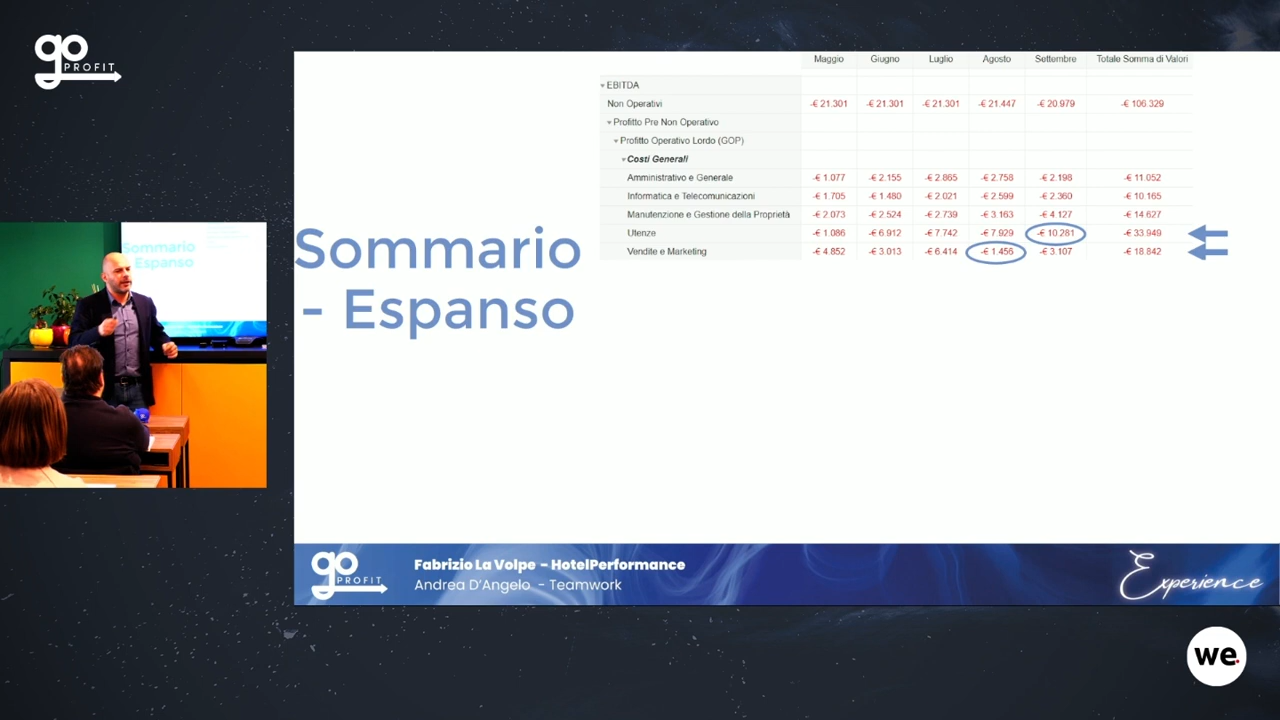 go
PROFIT
Maggio Giugno Luglio Agosto Settembre Totale Somma di Valori
EBITDA
Non Operativi -€ 21.301 -€ 21.301 -€ 21.301 -€ 21.447 -€ 20.979 -€ 106.329
Profitto Pre Non Operativo
Profitto Operativo Lordo (GOP)
Costi Generali
Amministrativo e Generale -€ 1.077 -€ 2.155 -€ 2.865 -€ 2.758 -€ 2.198 -€ 11.052
Informatica e Telecomunicazioni -€ 1.705 -€ 1.480 -€ 2.021 -€ 2.599 -€ 2.360 -€ 10.165
Manutenzione e Gestione della Proprietà -€ 2.073 -€ 2.524 -€ 2.739 -€ 3.163 -€ 4.127 -€ 14.627
Utenze -€ 1.086 -€ 6.912 -€ 7.742 -€ 7.929 -€ 10.281 -€ 33.949
Vendite e Marketing -€ 4.852 -€ 3.013 -€ 6.414 -€ 1.456 -€ 3.107 -€ 18.842
Sommario
- Espanso
Sommario
Espanso
go
PROFIT
Fabrizio La Volpe - HotelPerformance
Andrea D'Angelo - Teamwork
Experience
we.